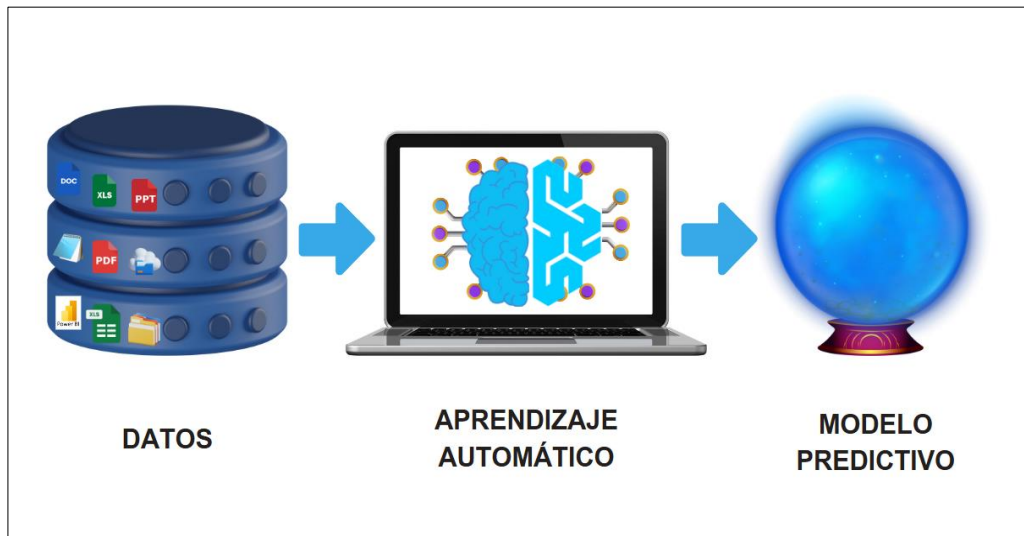 DOC
XLS
PPT
PDF
Power BI
XLS
DATOS
APRENDIZAJE
AUTOMÁTICO
MODELO
PREDICTIVO